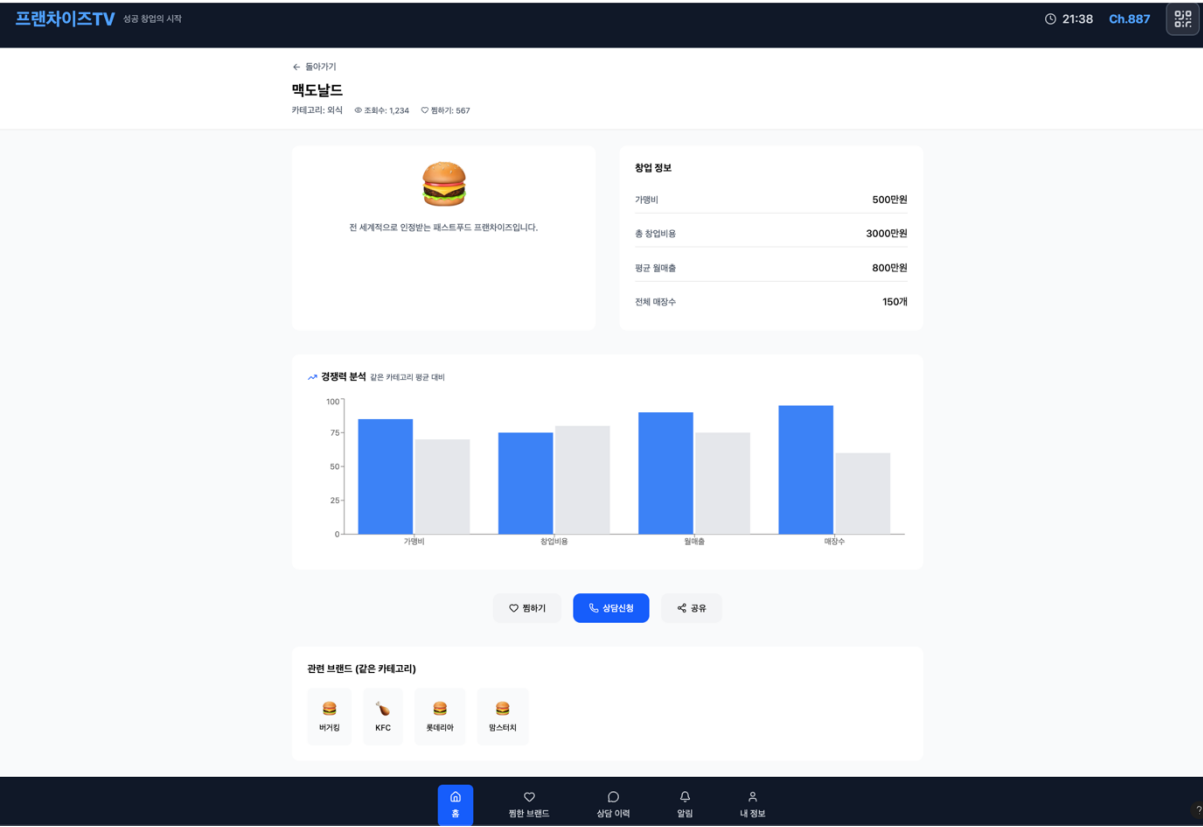 프랜차이즈TV 성공 창업의 시작
21:38 Ch.887
← 돌아가기
맥도날드
카테고리: 외식 조회수: 1,234 찜하기: 567
전 세계적으로 인정받는 패스트푸드 프랜차이즈입니다.
창업 정보
가맹비 500만원
총 창업비용 3000만원
평균 월매출 800만원
전체 매장수 150개
경쟁력 분석 같은 카테고리 평균 대비
100
75
50
25
0
가맹비 창업비용 월매출 매장수
찜하기 상담신청 공유
관련 브랜드 (같은 카테고리)
버거킹 KFC 롯데리아 맘스터치
홈 찜한 브랜드 상담 이력 알림 내 정보
?